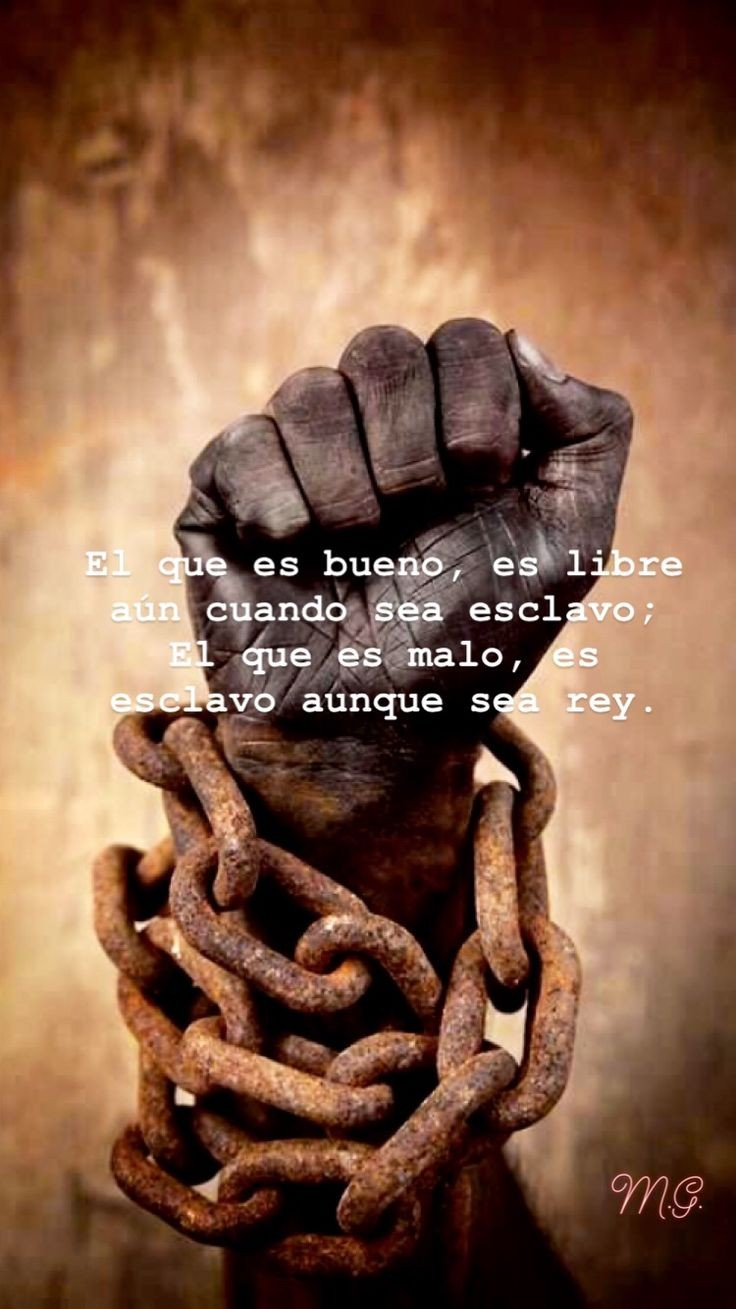 El que es bueno, es libre
aún cuando sea esclavo;
El que es malo, es
esclavo aunque sea rey.
M.G.